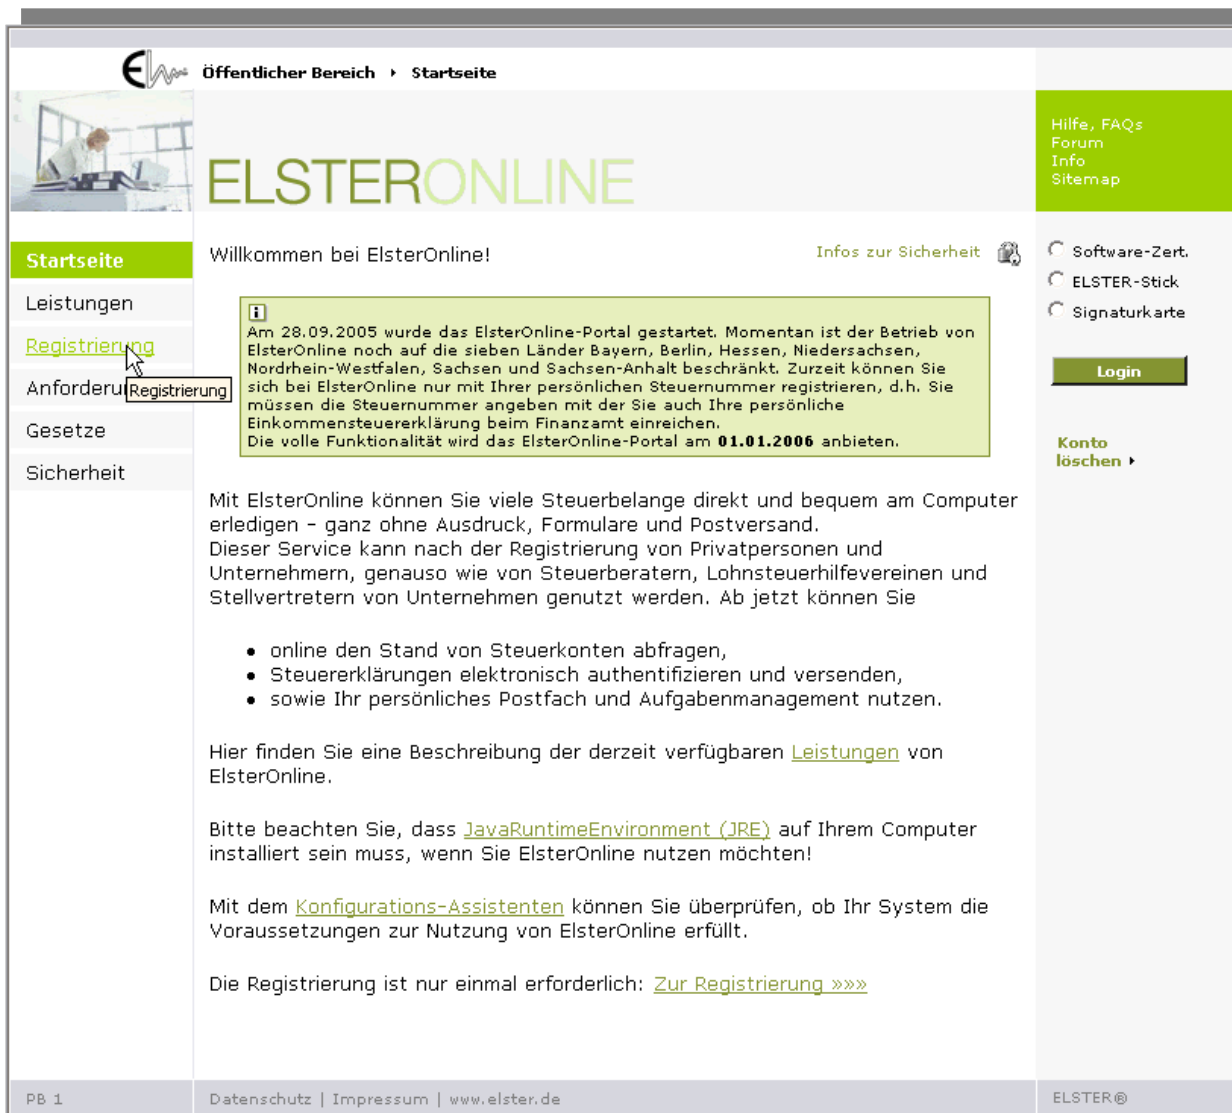 Öffentlicher Bereich ▸ Startseite
Hilfe, FAQs
Forum
Info
Sitemap
ELSTERONLINE
Startseite
Leistungen
Registrierung
Gesetze
Sicherheit
Registrierung
Willkommen bei ElsterOnline!
Infos zur Sicherheit
Am 28.09.2005 wurde das ElsterOnline-Portal gestartet. Momentan ist der Betrieb von
ElsterOnline noch auf die sieben Länder Bayern, Berlin, Hessen, Niedersachsen,
Nordrhein-Westfalen, Sachsen und Sachsen-Anhalt beschränkt. Zurzeit können Sie
sich bei ElsterOnline nur mit Ihrer persönlichen Steuernummer registrieren, d.h. Sie
müssen die Steuernummer angeben mit der Sie auch Ihre persönliche
Einkommensteuererklärung beim Finanzamt einreichen.
Die volle Funktionalität wird das ElsterOnline-Portal am 01.01.2006 anbieten.
Mit ElsterOnline können Sie viele Steuerbelange direkt und bequem am Computer
erledigen - ganz ohne Ausdruck, Formulare und Postversand.
Dieser Service kann nach der Registrierung von Privatpersonen und
Unternehmern, genauso wie von Steuerberatern, Lohnsteuerhilfevereinen und
Stellvertretern von Unternehmen genutzt werden. Ab jetzt können Sie
• online den Stand von Steuerkonten abfragen,
• Steuererklärungen elektronisch authentifizieren und versenden,
• sowie Ihr persönliches Postfach und Aufgabenmanagement nutzen.
Hier finden Sie eine Beschreibung der derzeit verfügbaren Leistungen von
ElsterOnline.
Bitte beachten Sie, dass JavaRuntimeEnvironment (JRE) auf Ihrem Computer
installiert sein muss, wenn Sie ElsterOnline nutzen möchten!
Mit dem Konfigurations-Assistenten können Sie überprüfen, ob Ihr System die
Voraussetzungen zur Nutzung von ElsterOnline erfüllt.
Die Registrierung ist nur einmal erforderlich: Zur Registrierung »»»
Software-Zert.
ELSTER-Stick
Signaturkarte
Login
Konto
löschen ▸
PB 1
Datenschutz | Impressum | www.elster.de
ELSTER®